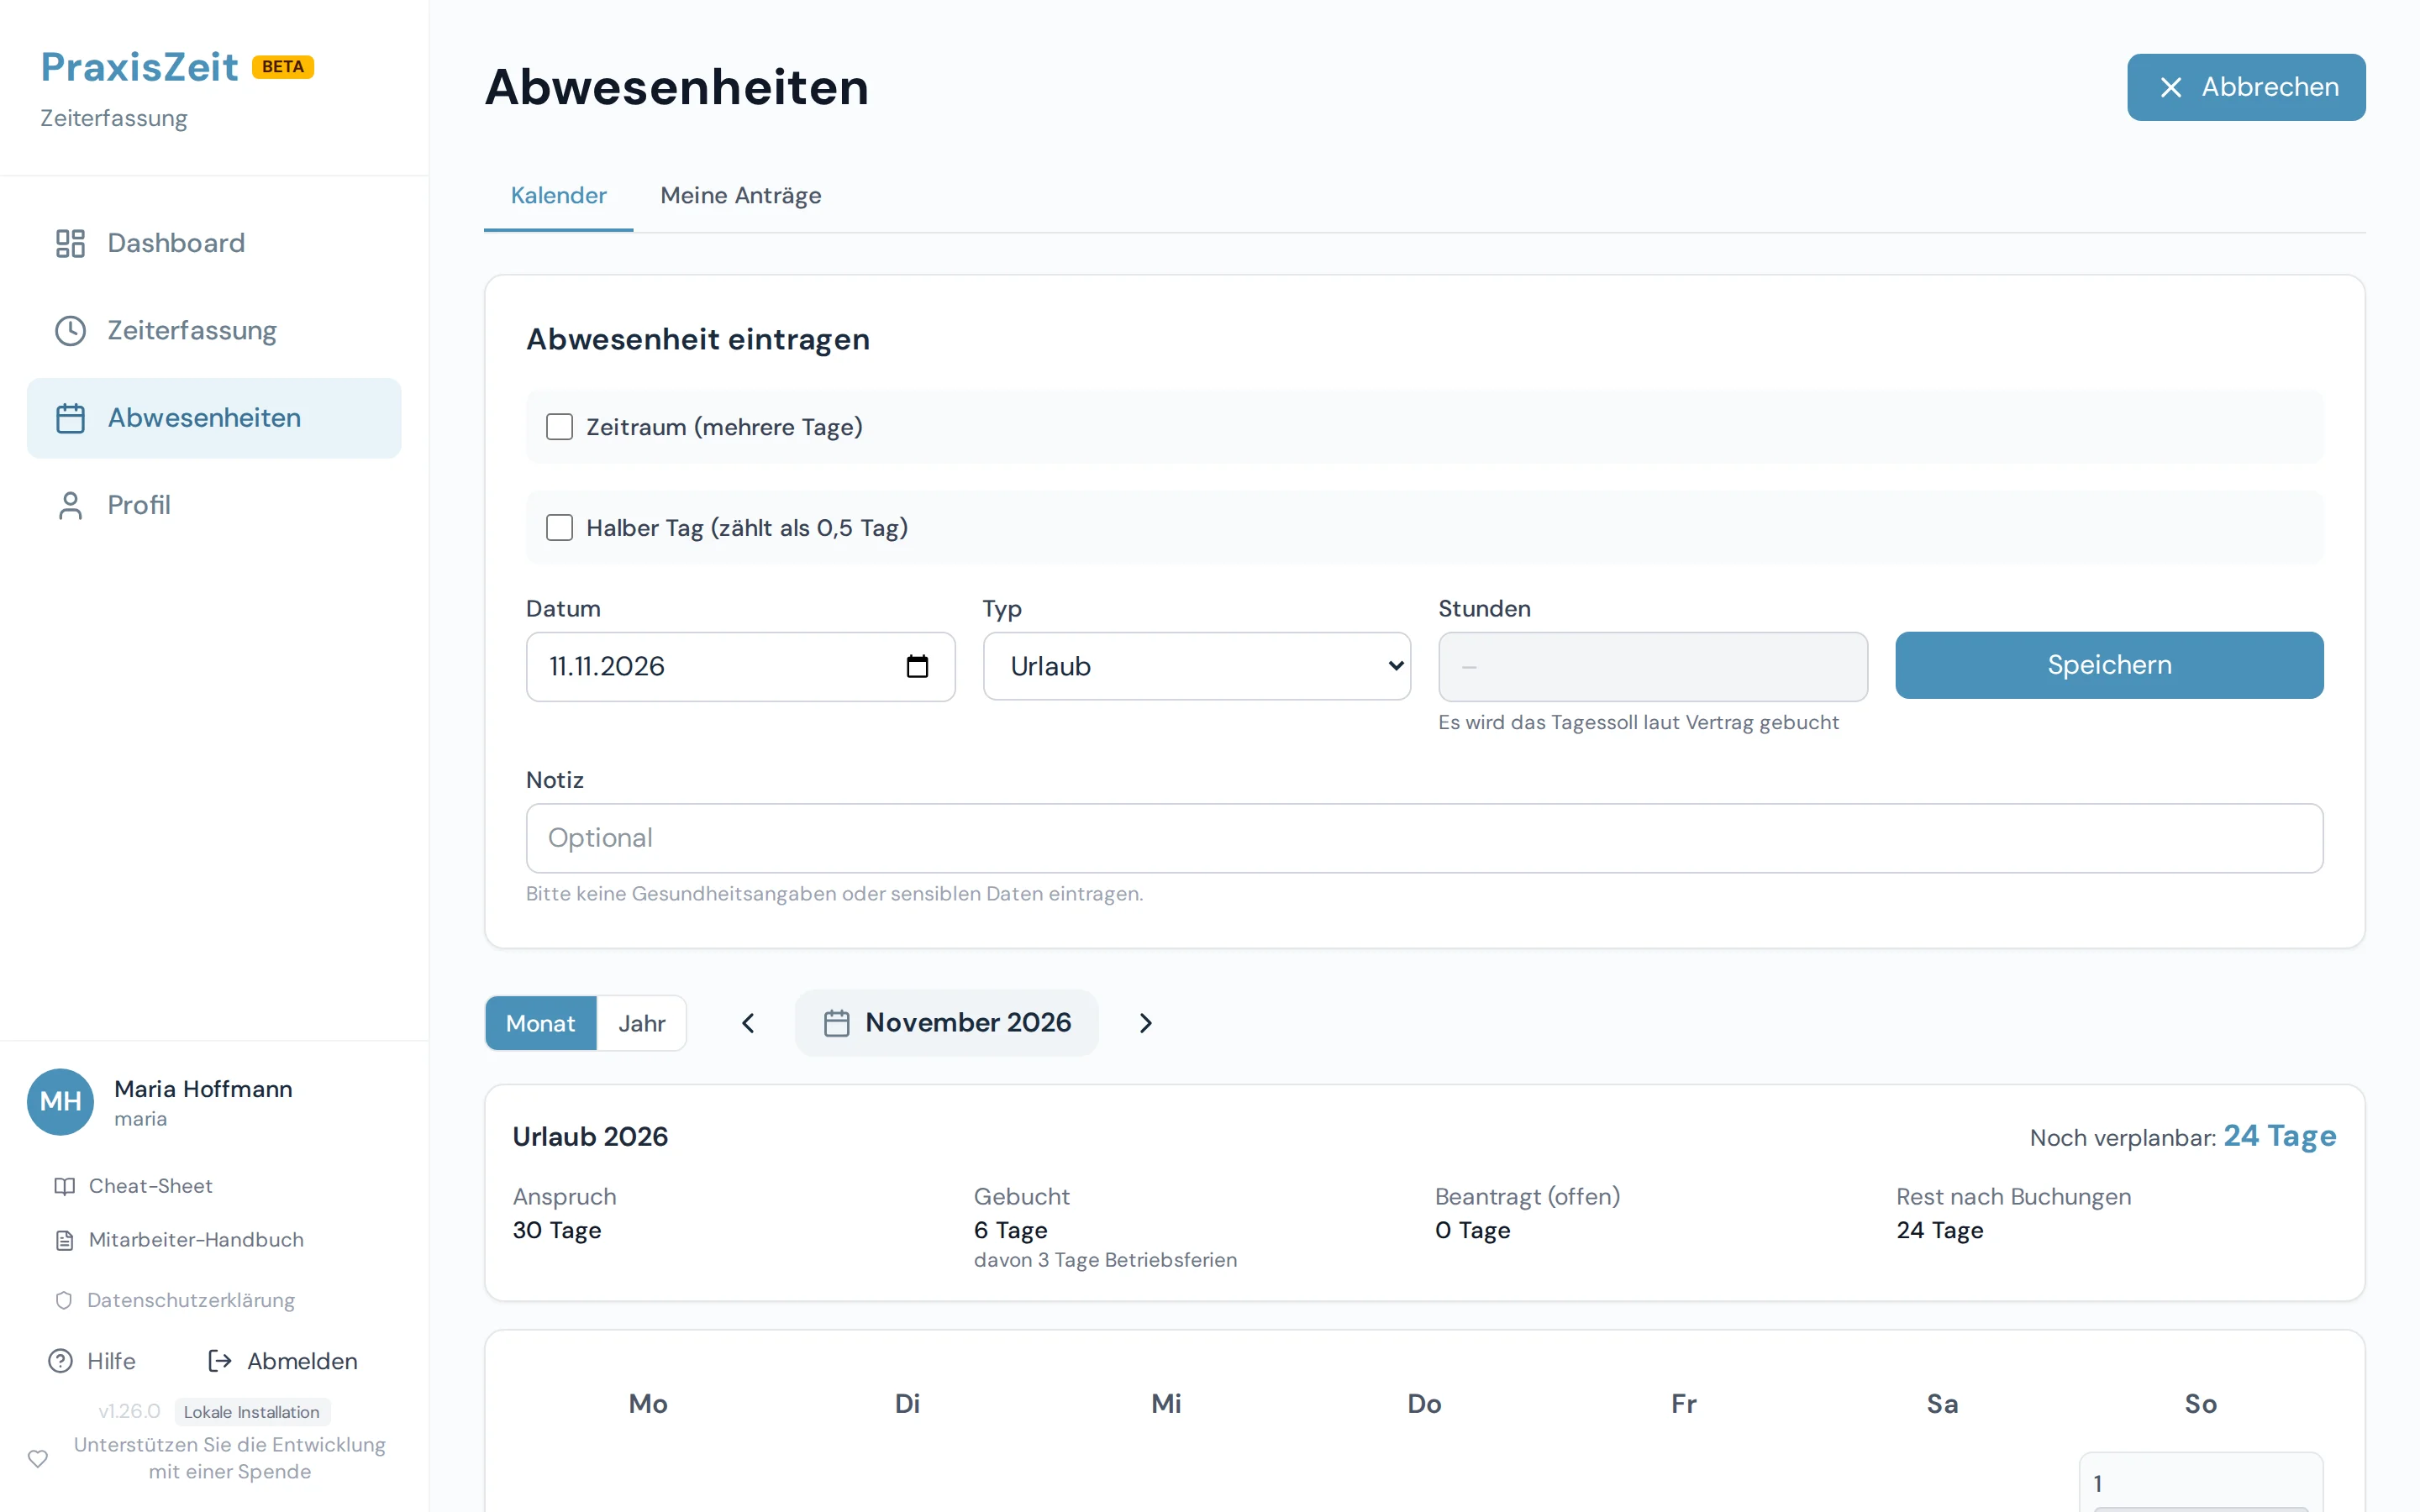 PraxisZeit BETA
Zeiterfassung
Dashboard
Zeiterfassung
Abwesenheiten
Profil
MH
Maria Hoffmann
maria
Cheat-Sheet
Mitarbeiter-Handbuch
Datenschutzerklärung
Hilfe Abmelden
v1.26.0 Lokale Installation
Unterstützen Sie die Entwicklung
mit einer Spende
Abwesenheiten
Abbrechen
Kalender Meine Anträge
Abwesenheit eintragen
Zeitraum (mehrere Tage)
Halber Tag (zählt als 0,5 Tag)
Datum Typ Stunden
11.11.2026 Urlaub – Speichern
Es wird das Tagessoll laut Vertrag gebucht
Notiz
Optional
Bitte keine Gesundheitsangaben oder sensiblen Daten eintragen.
Monat Jahr November 2026
Urlaub 2026 Noch verplanbar: 24 Tage
Anspruch Gebucht Beantragt (offen) Rest nach Buchungen
30 Tage 6 Tage 0 Tage 24 Tage
davon 3 Tage Betriebsferien
Mo Di Mi Do Fr Sa So
1